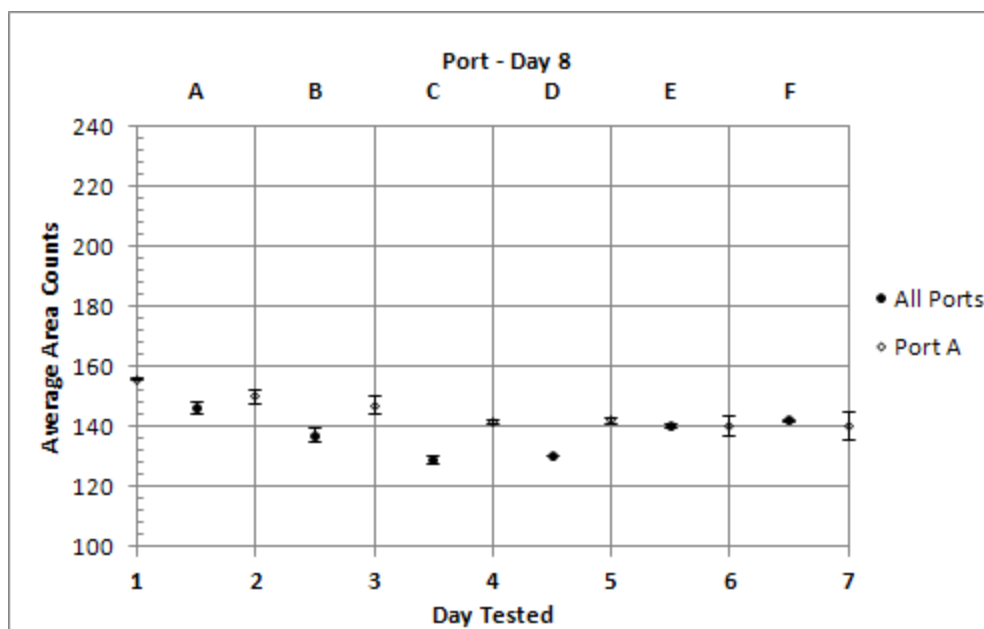 Port - Day 8
A B C D E F
240
220
200
180
160
140
120
100
Average Area Counts
1 2 3 4 5 6 7
Day Tested
All Ports
Port A